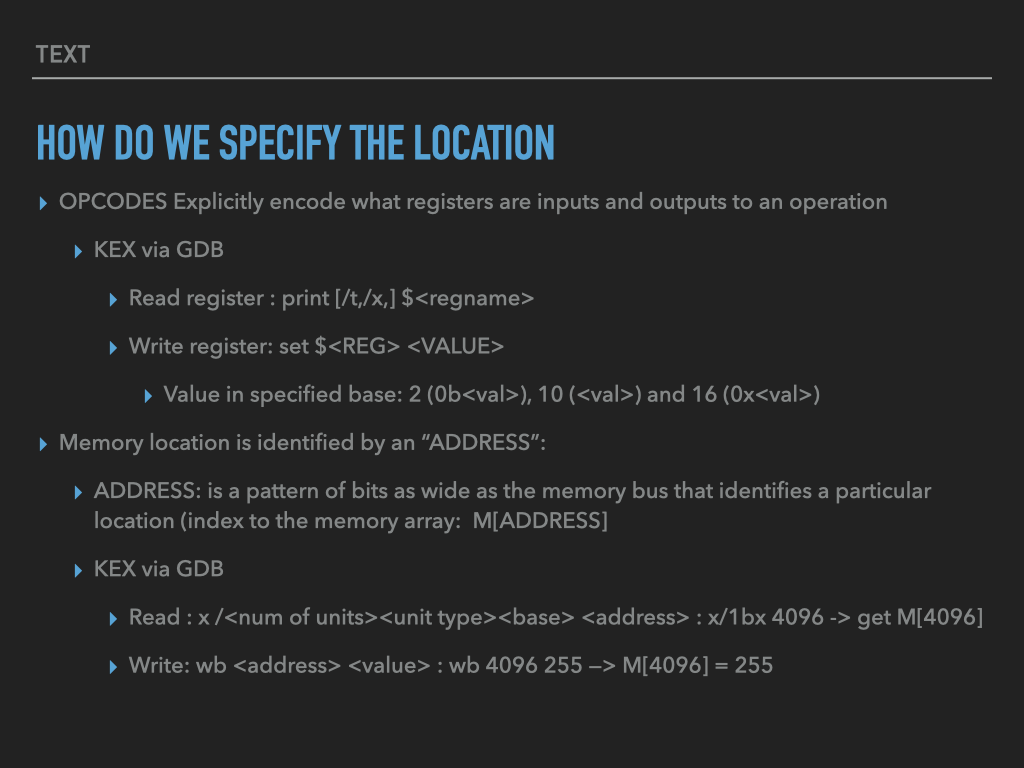 TEXT
HOW DO WE SPECIFY THE LOCATION
OPCODES Explicitly encode what registers are inputs and outputs to an operation
KEX via GDB
Read register : print [/t,/x,] $<regname>
Write register: set $<REG> <VALUE>
Value in specified base: 2 (0b<val>), 10 (<val>) and 16 (0x<val>)
Memory location is identified by an “ADDRESS”:
ADDRESS: is a pattern of bits as wide as the memory bus that identifies a particular
location (index to the memory array:  M[ADDRESS]
KEX via GDB
Read : x /<num of units><unit type><base> <address> : x/1bx 4096 -> get M[4096]
Write: wb <address> <value> : wb 4096 255 —> M[4096] = 255